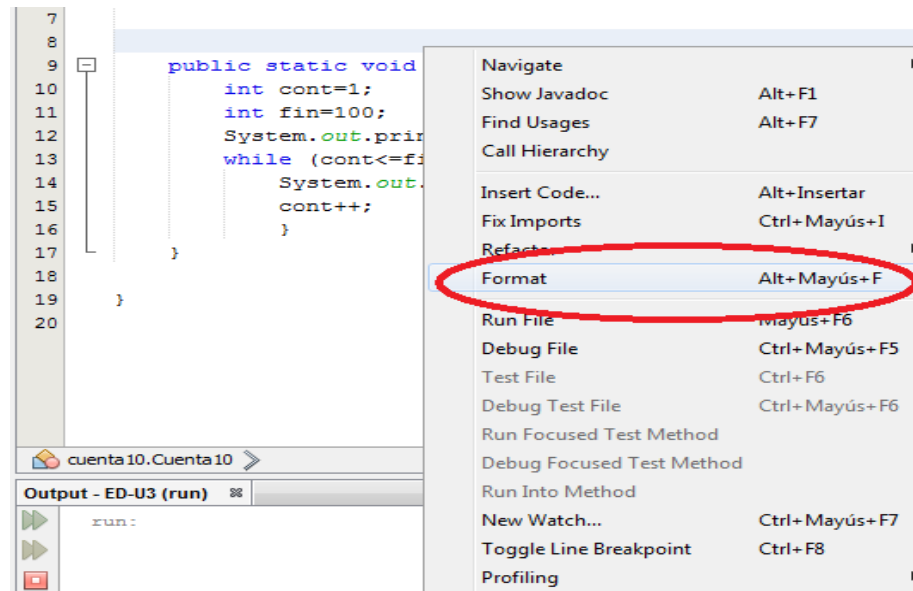 7
8
9 public static void
10 int cont=1;
11 int fin=100;
12 System.out.prin
13 while (cont<=fi
14 System.out.
15 cont++;
16 }
17 }
18
19 }
20
Navigate
Show Javadoc Alt+F1
Find Usages Alt+F7
Call Hierarchy
Insert Code... Alt+Insertar
Fix Imports Ctrl+Mayús+I
Refactor
Format Alt+Mayús+F
Run File Mayús+F6
Debug File Ctrl+Mayús+F5
Test File Ctrl+F6
Debug Test File Ctrl+Mayús+F6
Run Focused Test Method
Debug Focused Test Method
Run Into Method
New Watch... Ctrl+Mayús+F7
Toggle Line Breakpoint Ctrl+F8
Profiling
cuenta10.Cuenta10
Output - ED-U3 (run)
run: